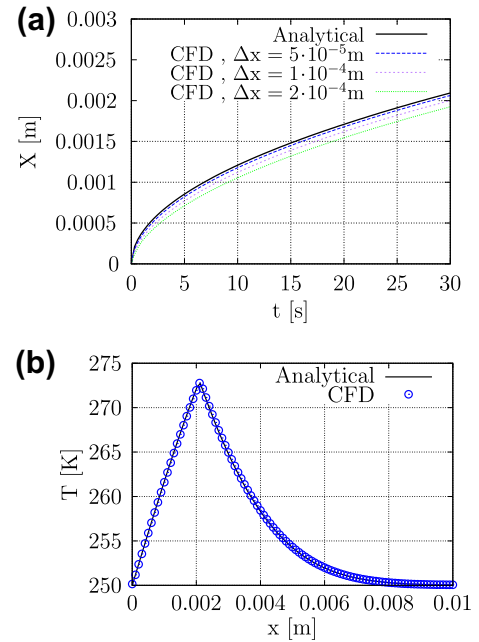 (a)
0.003
0.0025
0.002
0.0015
0.001
0.0005
0
X [m]
Analytical
CFD , Δx = 5·10⁻⁵m
CFD , Δx = 1·10⁻⁴m
CFD , Δx = 2·10⁻⁴m
0 5 10 15 20 25 30
t [s]
(b)
275
270
265
260
255
250
T [K]
Analytical
CFD
0 0.002 0.004 0.006 0.008 0.01
x [m]